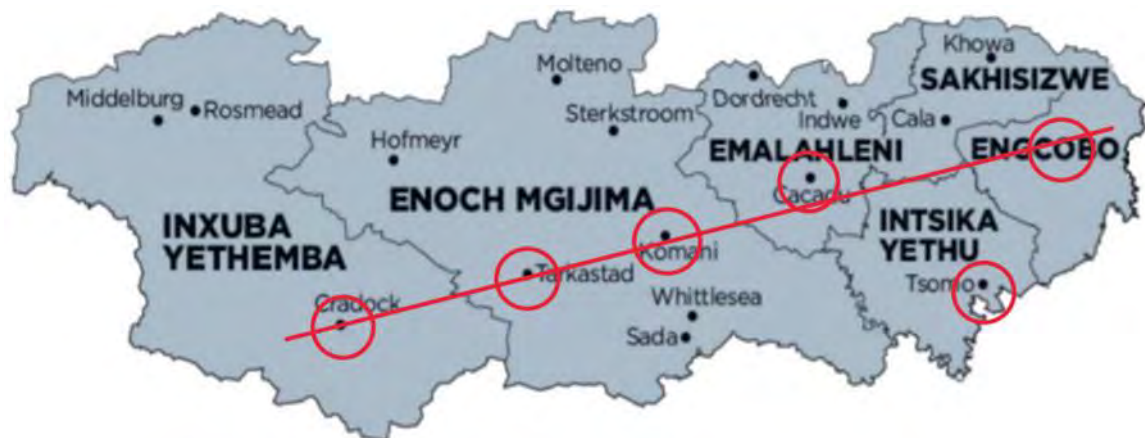 Khowa
SAKHISIZWE
Molteno
Middelburg
Rosmead
Dordrecht
Sterkstroom
Indwe
Cala
Hofmeyr
EMALAHLENI
ENGCOBO
ENOCH MGIJIMA
Cacadu
INXUBA
YETHEMBA
INTSIKA
YETHU
Komani
Tarkastad
Tsomo
Cradock
Whittlesea
Sada